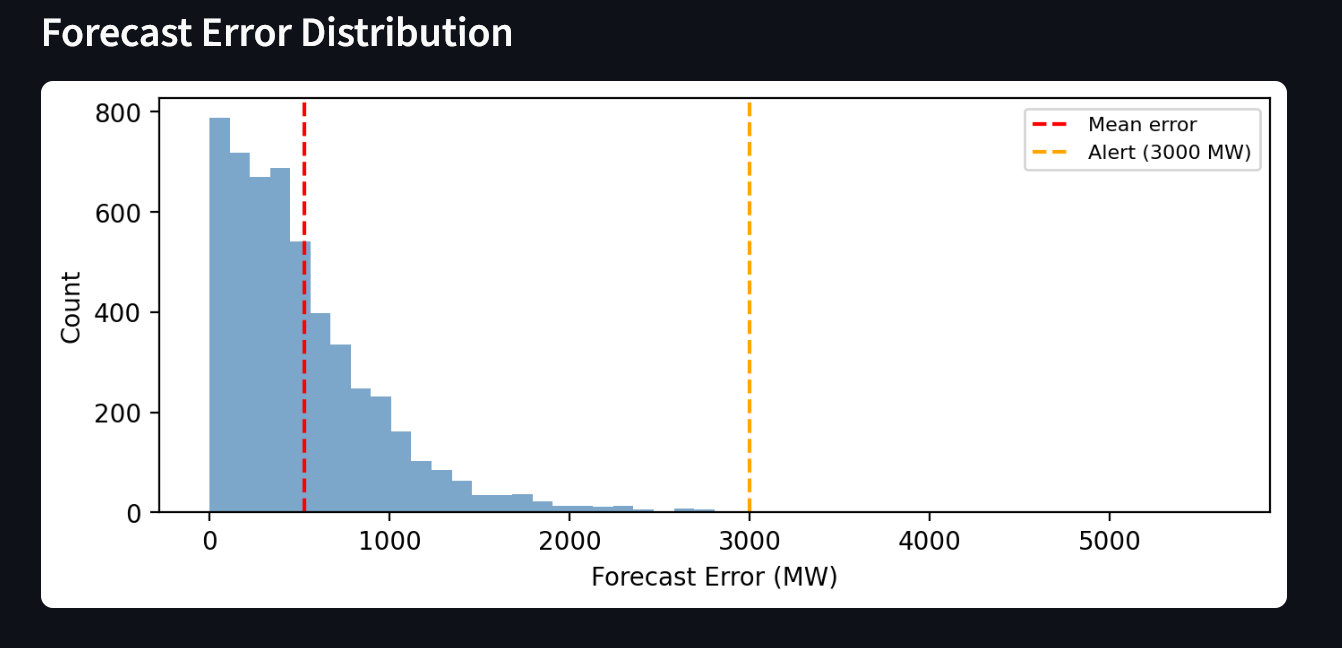 Forecast Error Distribution
Mean error
Alert (3000 MW)
800
600
400
200
0
Count
0 1000 2000 3000 4000 5000
Forecast Error (MW)